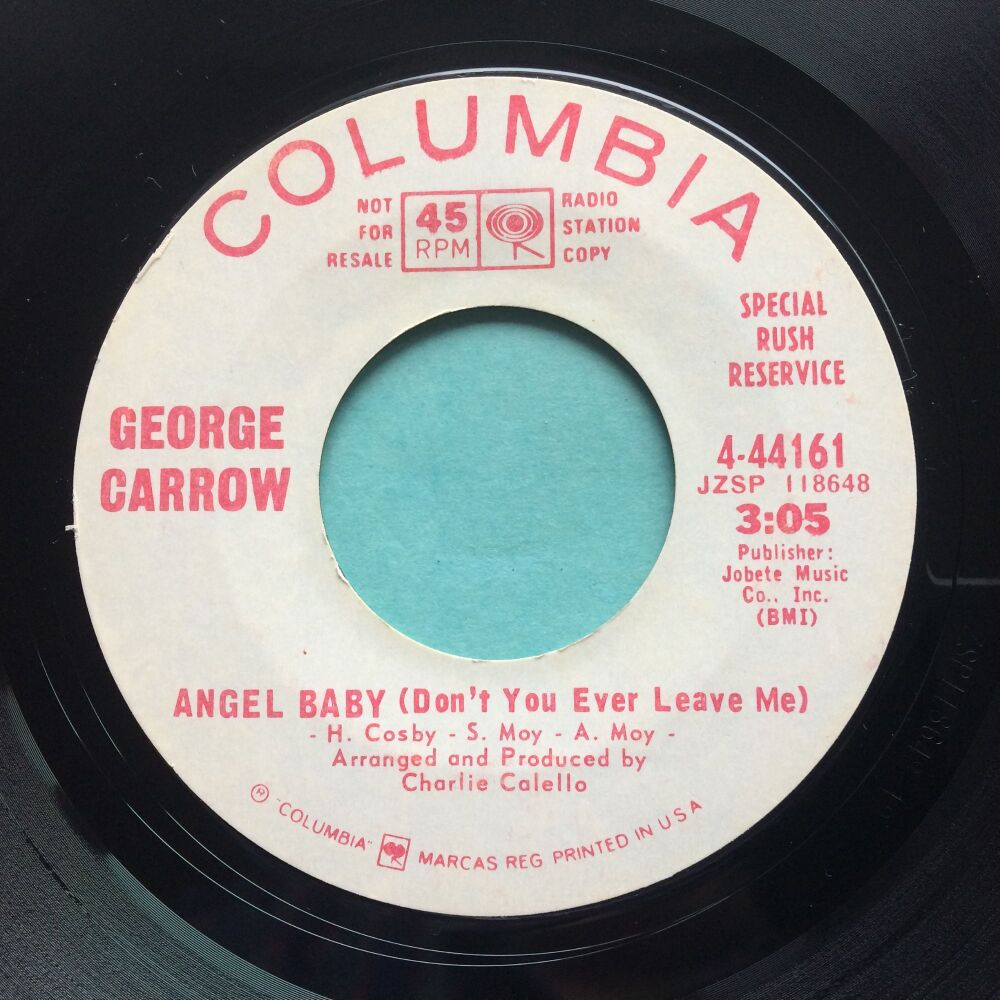 COLUMBIA
NOT
FOR
RESALE
45
RPM
RADIO
STATION
COPY
SPECIAL
RUSH
RESERVICE
GEORGE
CARROW
4-44161
JZSP 118648
3:05
Publisher:
Jobete Music
Co., Inc.
(BMI)
ANGEL BABY (Don't You Ever Leave Me)
- H. Cosby - S. Moy - A. Moy -
Arranged and Produced by
Charlie Calello
® "COLUMBIA" MARCAS REG PRINTED IN U S A